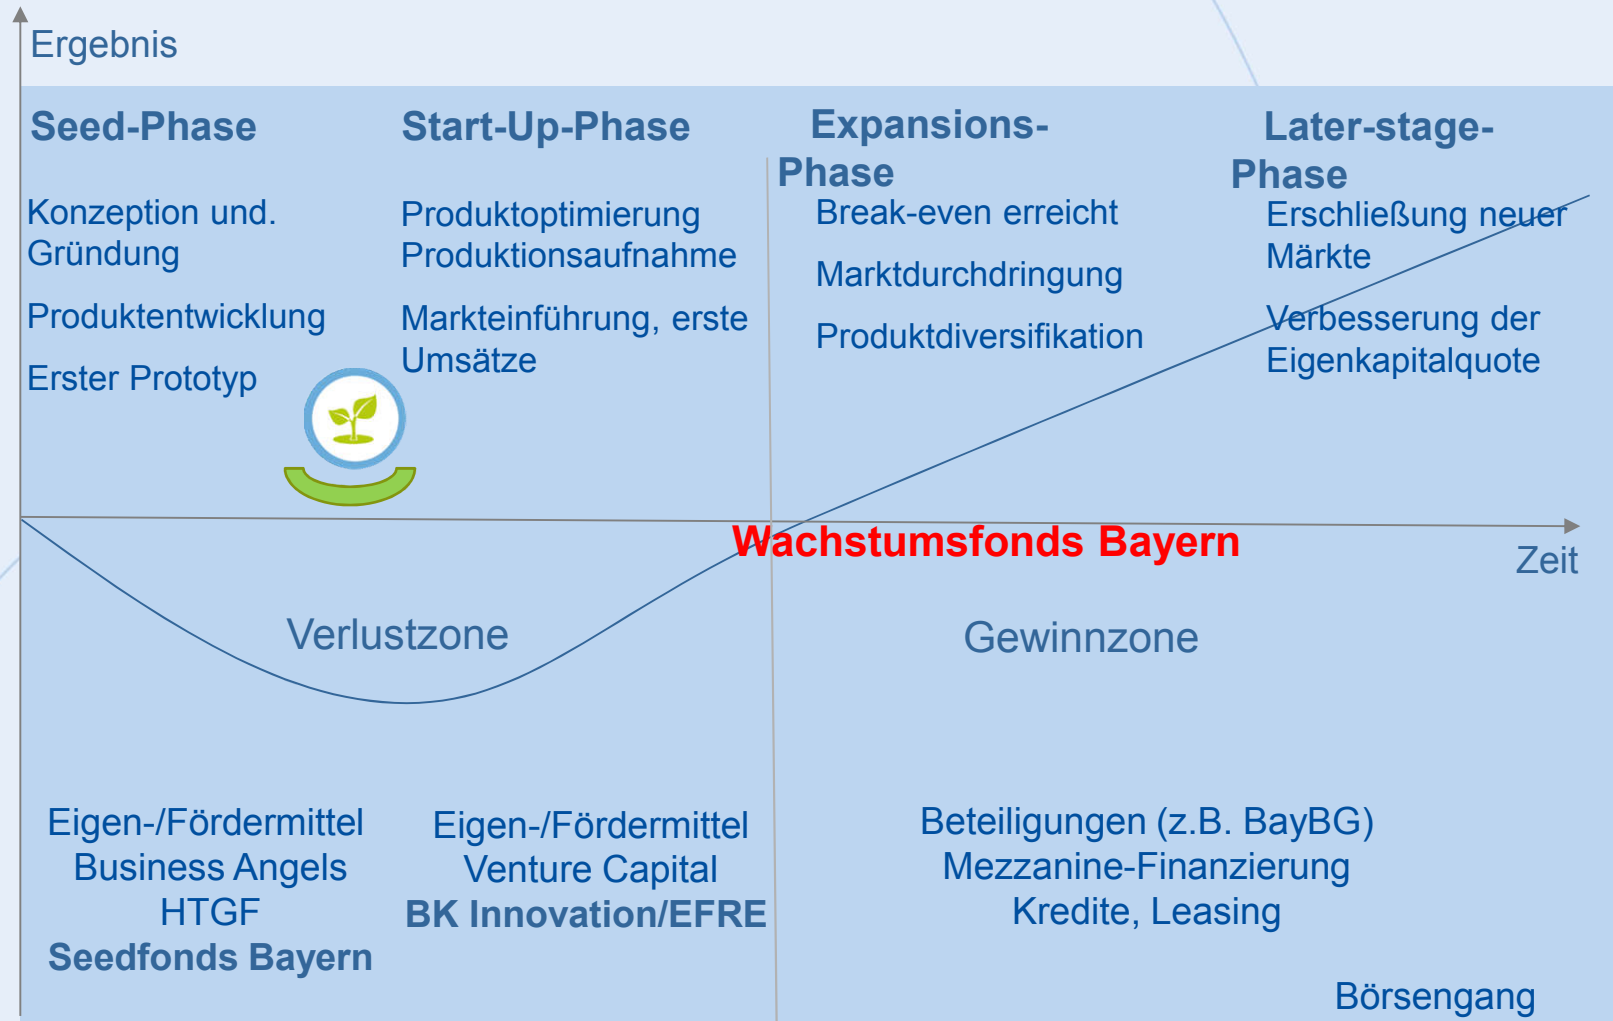 Ergebnis
Seed-Phase
Konzeption und.
Gründung
Produktentwicklung
Erster Prototyp
Start-Up-Phase
Produktoptimierung
Produktionsaufnahme
Markteinführung, erste
Umsätze
Expansions-
Phase
Break-even erreicht
Marktdurchdringung
Produktdiversifikation
Later-stage-
Phase
Erschließung neuer
Märkte
Verbesserung der
Eigenkapitalquote
Wachstumsfonds Bayern
Zeit
Verlustzone
Gewinnzone
Eigen-/Fördermittel
Business Angels
HTGF
Seedfonds Bayern
Eigen-/Fördermittel
Venture Capital
BK Innovation/EFRE
Beteiligungen (z.B. BayBG)
Mezzanine-Finanzierung
Kredite, Leasing
Börsengang